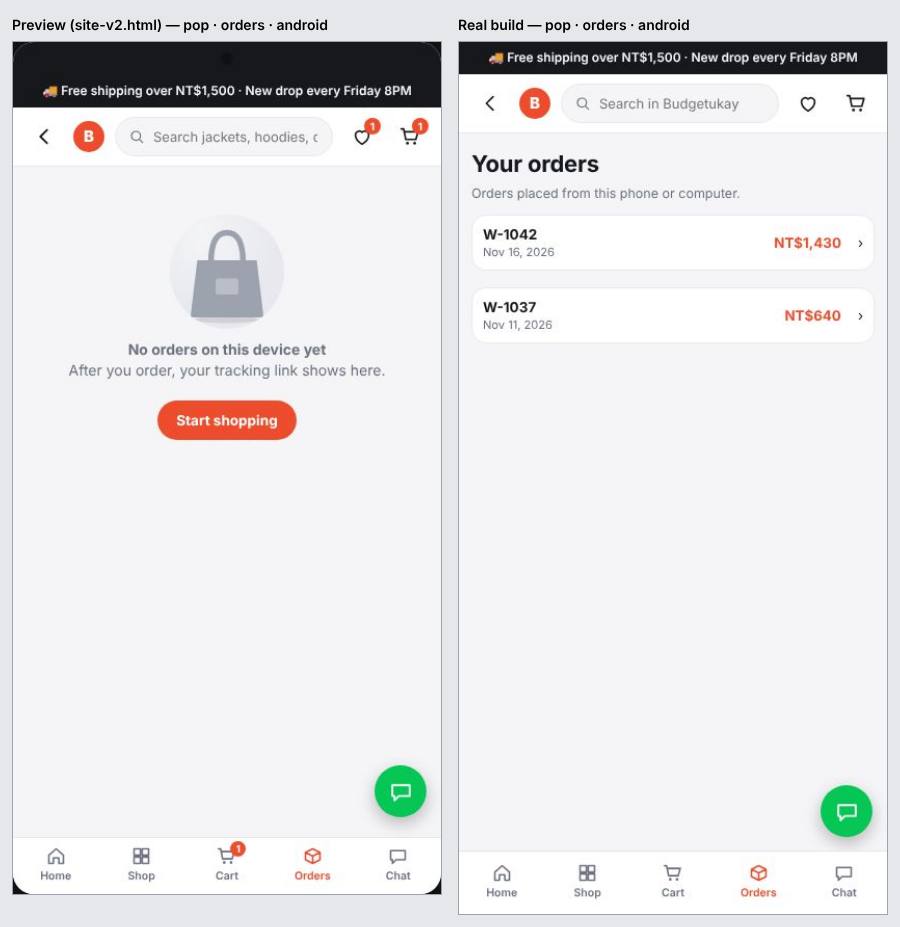 Preview (site-v2.html) — pop · orders · android
🚚 Free shipping over NT$1,500 · New drop every Friday 8PM
B
Search jackets, hoodies, c
1
1
No orders on this device yet
After you order, your tracking link shows here.
Start shopping
1
Home
Shop
Cart
Orders
Chat
Real build — pop · orders · android
🚚 Free shipping over NT$1,500 · New drop every Friday 8PM
B
Search in Budgetukay
Your orders
Orders placed from this phone or computer.
W-1042
Nov 16, 2026
NT$1,430 ›
W-1037
Nov 11, 2026
NT$640 ›
Home
Shop
Cart
Orders
Chat